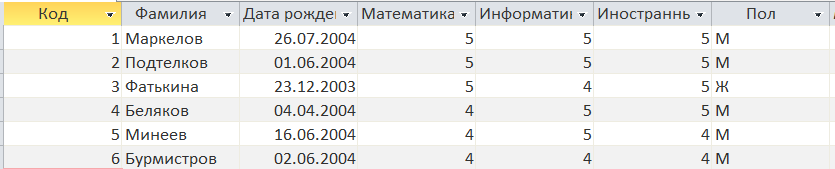 Код Фамилия Дата рожде Математика Информати Иностранны Пол
1 Маркелов 26.07.2004 5 5 5 М
2 Подтелков 01.06.2004 5 5 5 М
3 Фатькина 23.12.2003 5 4 5 Ж
4 Беляков 04.04.2004 4 5 5 М
5 Минеев 16.06.2004 4 5 4 М
6 Бурмистров 02.06.2004 4 4 4 М